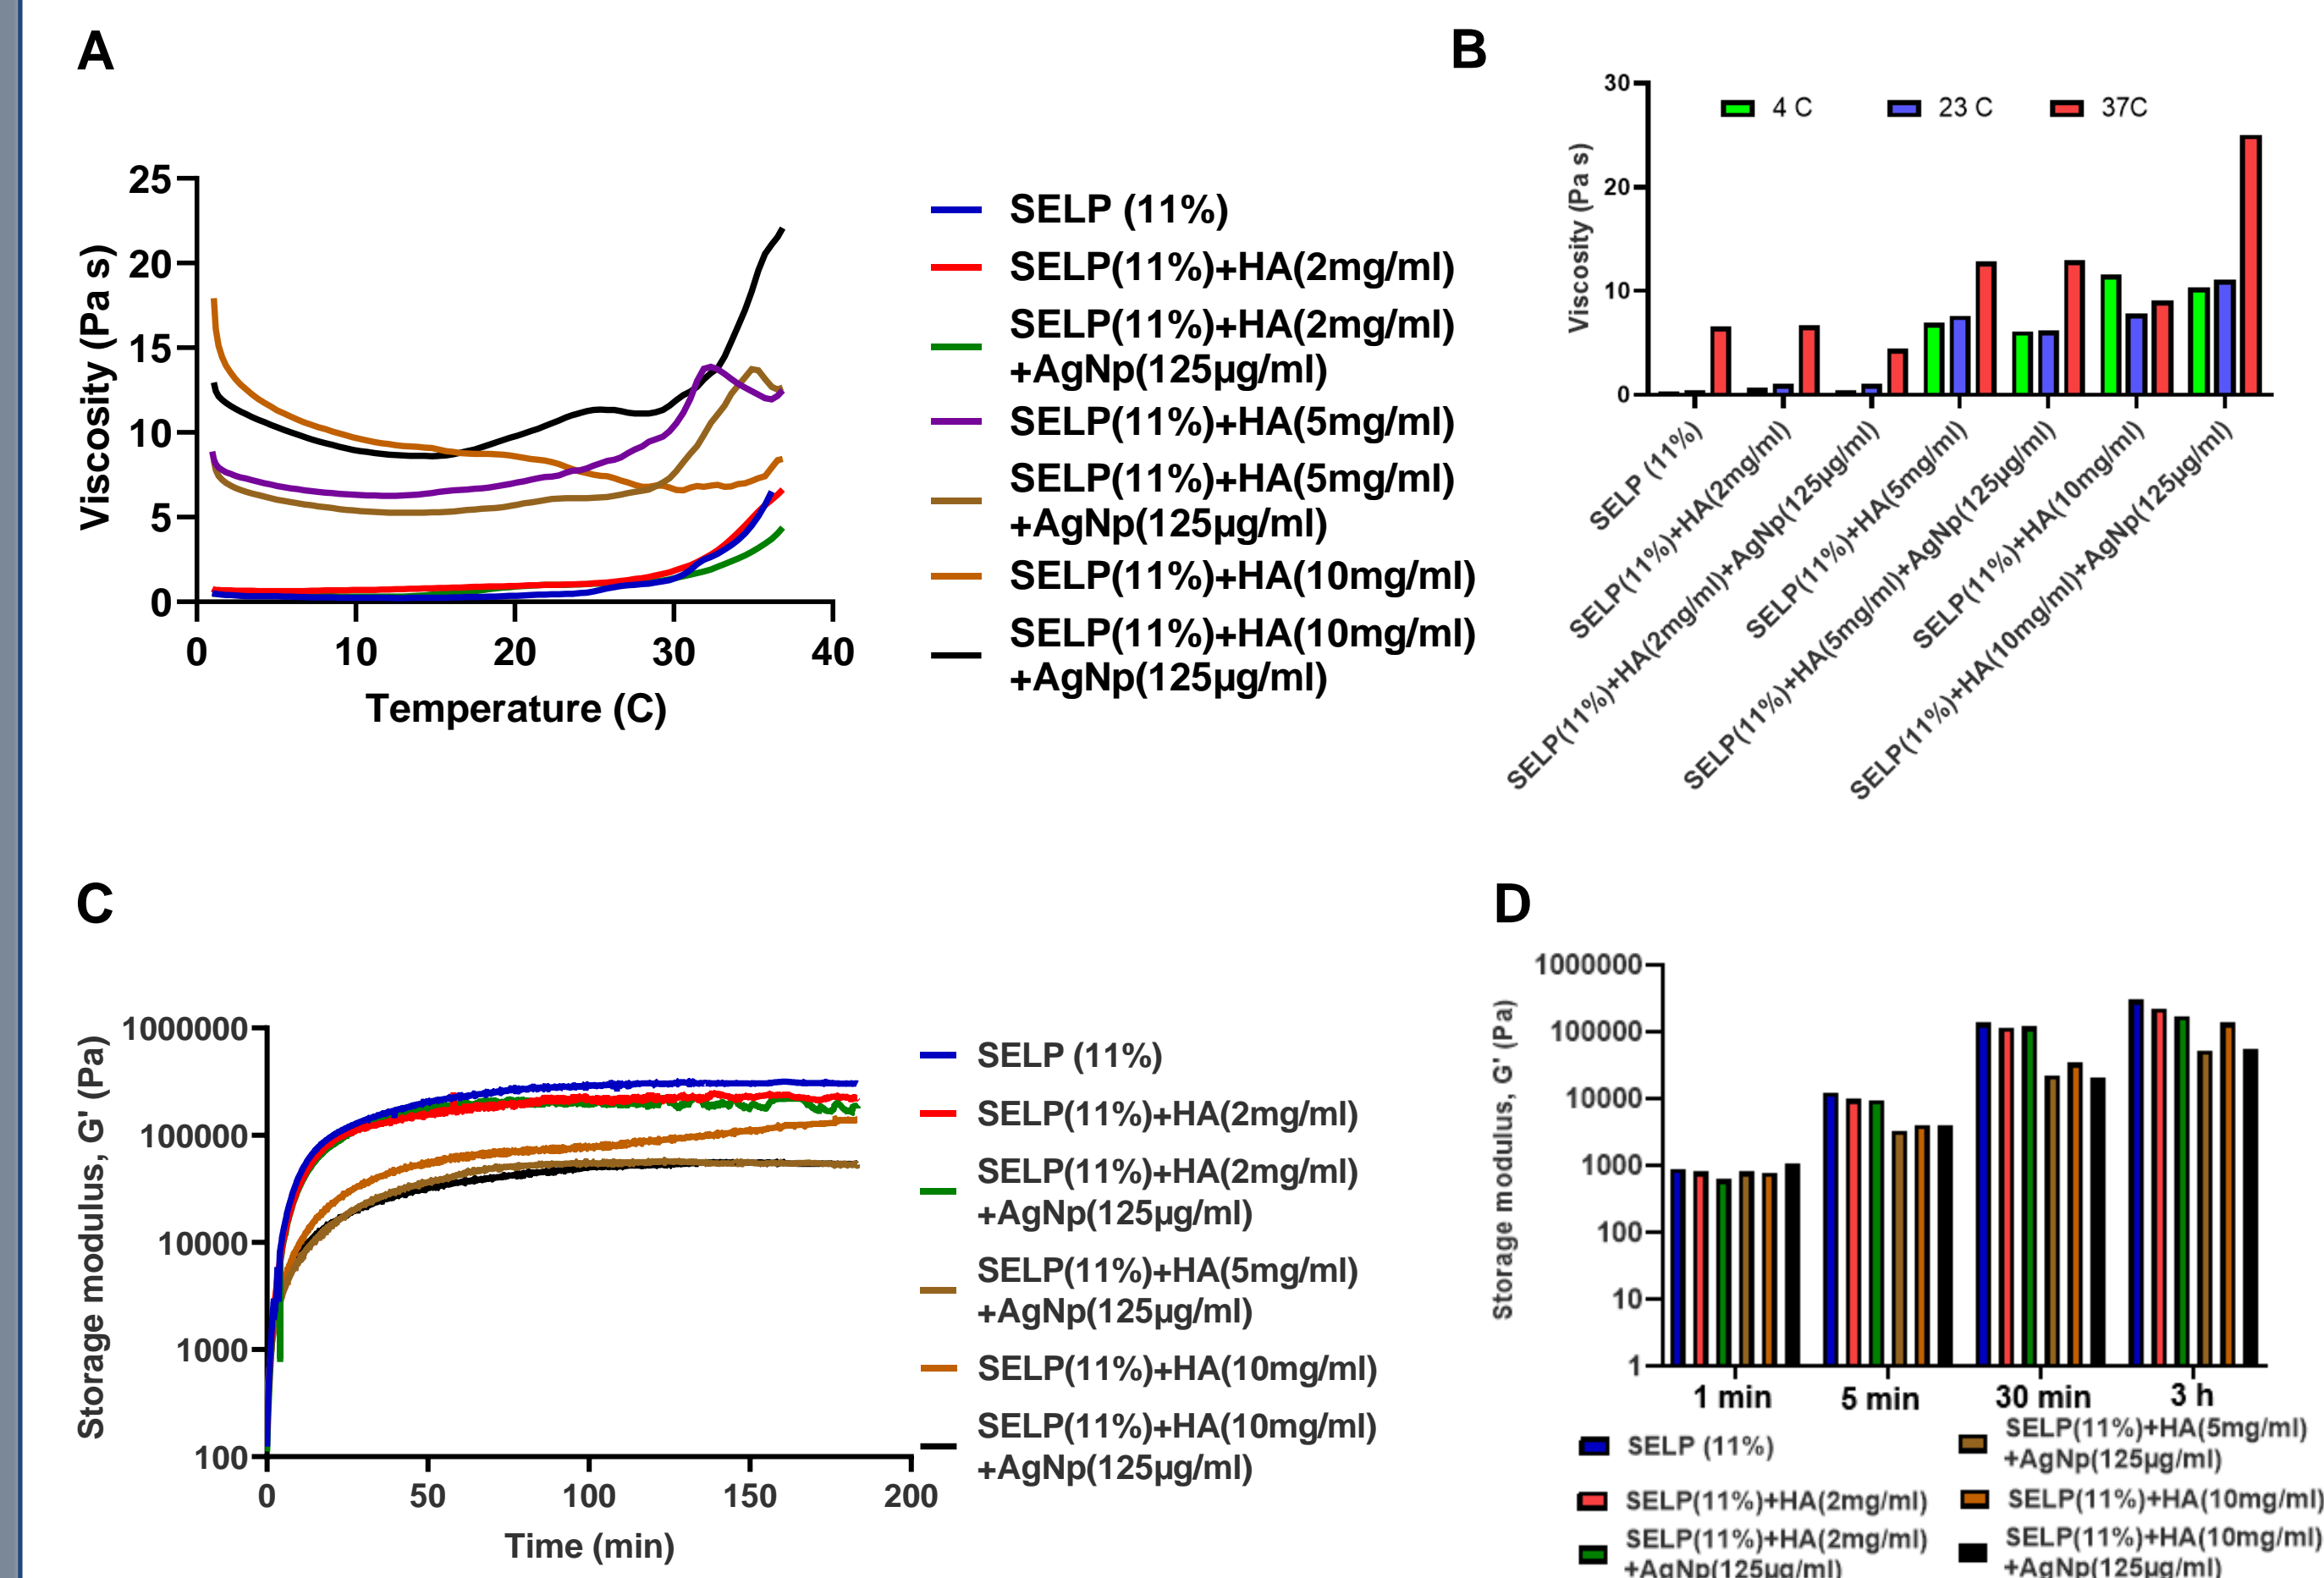 A
25
20
15
10
5
0
Viscosity (Pa s)
0 10 20 30 40
Temperature (C)
SELP (11%)
SELP(11%)+HA(2mg/ml)
SELP(11%)+HA(2mg/ml)
+AgNp(125µg/ml)
SELP(11%)+HA(5mg/ml)
SELP(11%)+HA(5mg/ml)
+AgNp(125µg/ml)
SELP(11%)+HA(10mg/ml)
SELP(11%)+HA(10mg/ml)
+AgNp(125µg/ml)
B
30
20
10
0
Viscosity (Pa s)
4 C 23 C 37C
SELP (11%)
SELP(11%)+HA(2mg/ml)
SELP(11%)+HA(2mg/ml)+AgNp(125µg/ml)
SELP(11%)+HA(5mg/ml)
SELP(11%)+HA(5mg/ml)+AgNp(125µg/ml)
SELP(11%)+HA(10mg/ml)
SELP(11%)+HA(10mg/ml)+AgNp(125µg/ml)
C
1000000
100000
10000
1000
100
Storage modulus, G' (Pa)
0 50 100 150 200
Time (min)
SELP (11%)
SELP(11%)+HA(2mg/ml)
SELP(11%)+HA(2mg/ml)
+AgNp(125µg/ml)
SELP(11%)+HA(5mg/ml)
+AgNp(125µg/ml)
SELP(11%)+HA(10mg/ml)
SELP(11%)+HA(10mg/ml)
+AgNp(125µg/ml)
D
1000000
100000
10000
1000
100
10
1
Storage modulus, G' (Pa)
1 min 5 min 30 min 3 h
SELP (11%)
SELP(11%)+HA(2mg/ml)
SELP(11%)+HA(2mg/ml)
+AgNp(125µg/ml)
SELP(11%)+HA(5mg/ml)
+AgNp(125µg/ml)
SELP(11%)+HA(10mg/ml)
SELP(11%)+HA(10mg/ml)
+AgNp(125µg/ml)